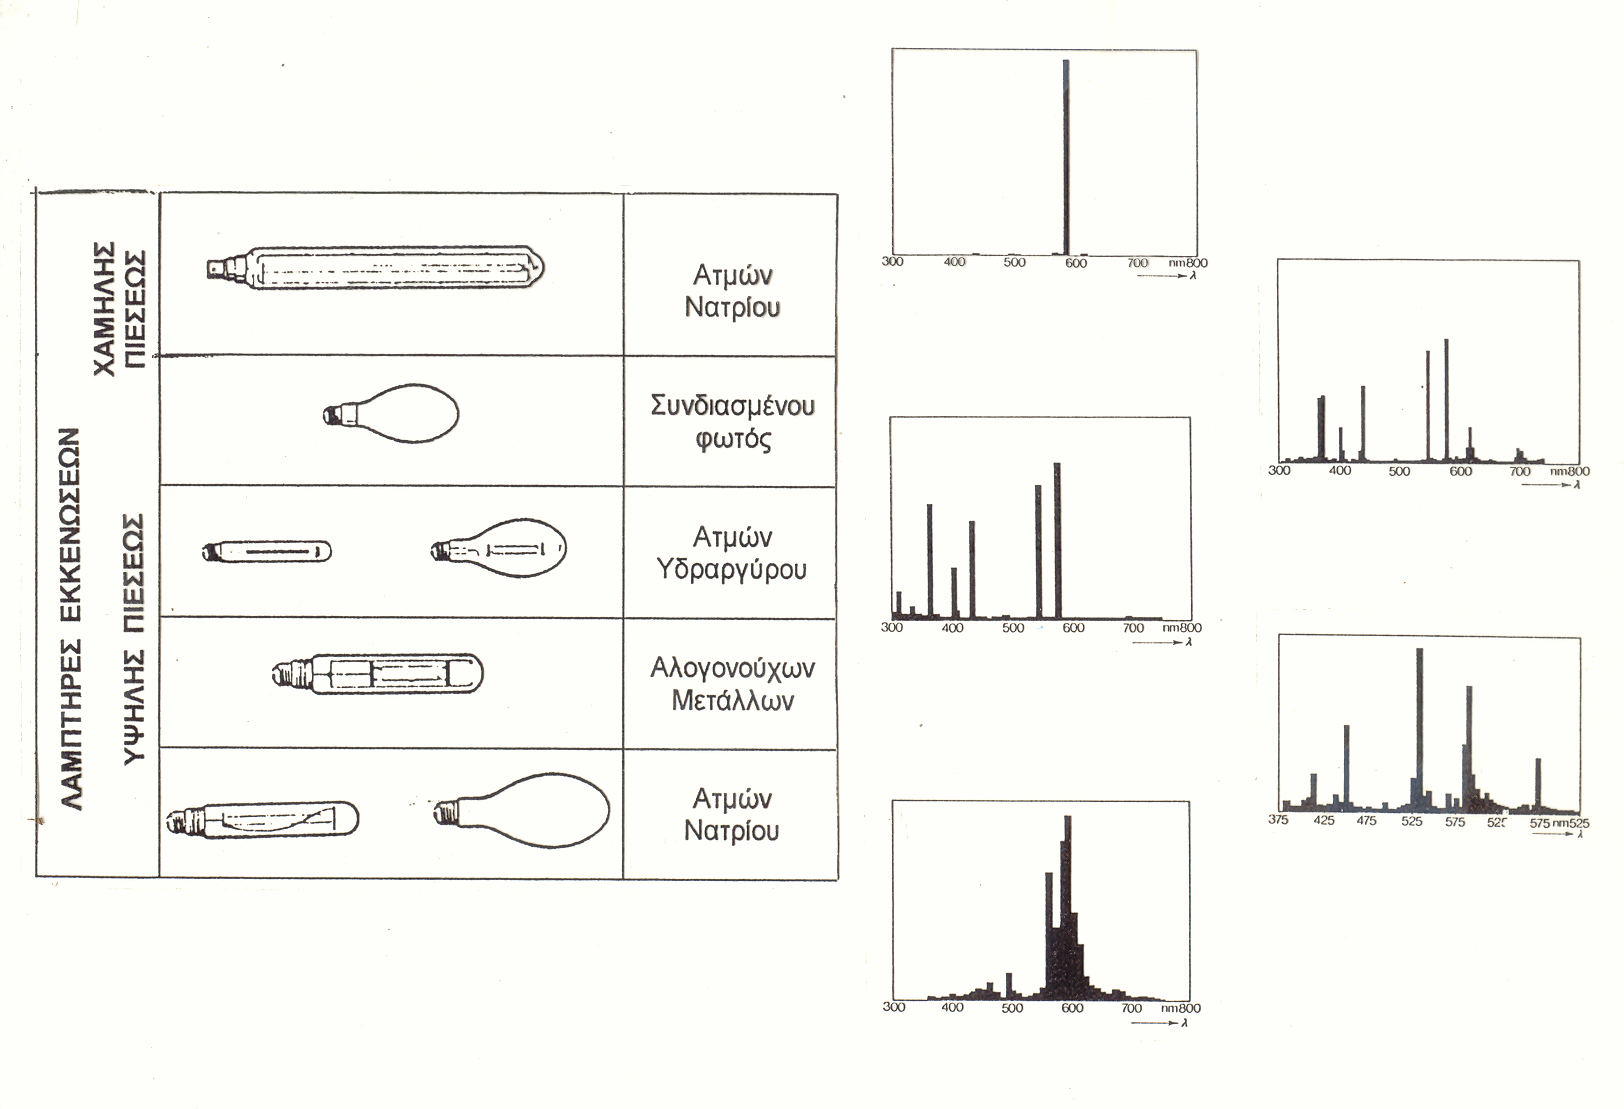 ΛΑΜΠΤΗΡΕΣ ΕΚΚΕΝΩΣΕΩΝ
ΧΑΜΗΛΗΣ
ΠΙΕΣΕΩΣ
ΥΨΗΛΗΣ ΠΙΕΣΕΩΣ
Ατμών
Νατρίου
Συνδιασμένου
φωτός
Ατμών
Υδραργύρου
Αλογονούχων
Μετάλλων
Ατμών
Νατρίου
300 400 500 600 700 nm800
λ
300 400 500 600 700 nm800
λ
300 400 500 600 700 nm800
λ
375 425 475 525 575 525 575 nm525
λ
300 400 500 600 700 nm800
λ